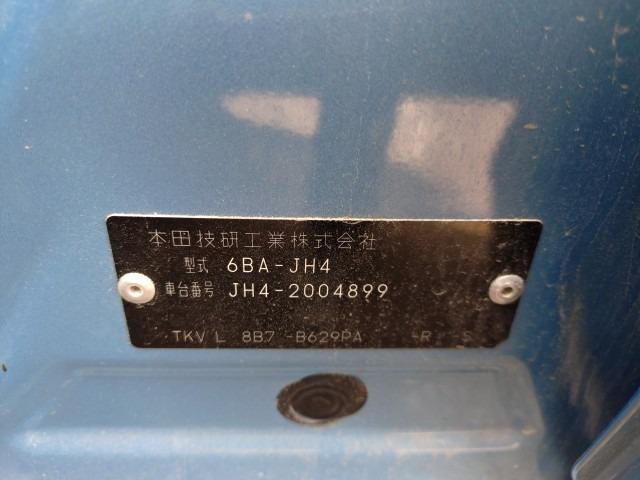 本田技研工業株式会社
型式 6BA-JH4
車台番号 JH4-2004899
TKV L 8B7 -B629PA -R S